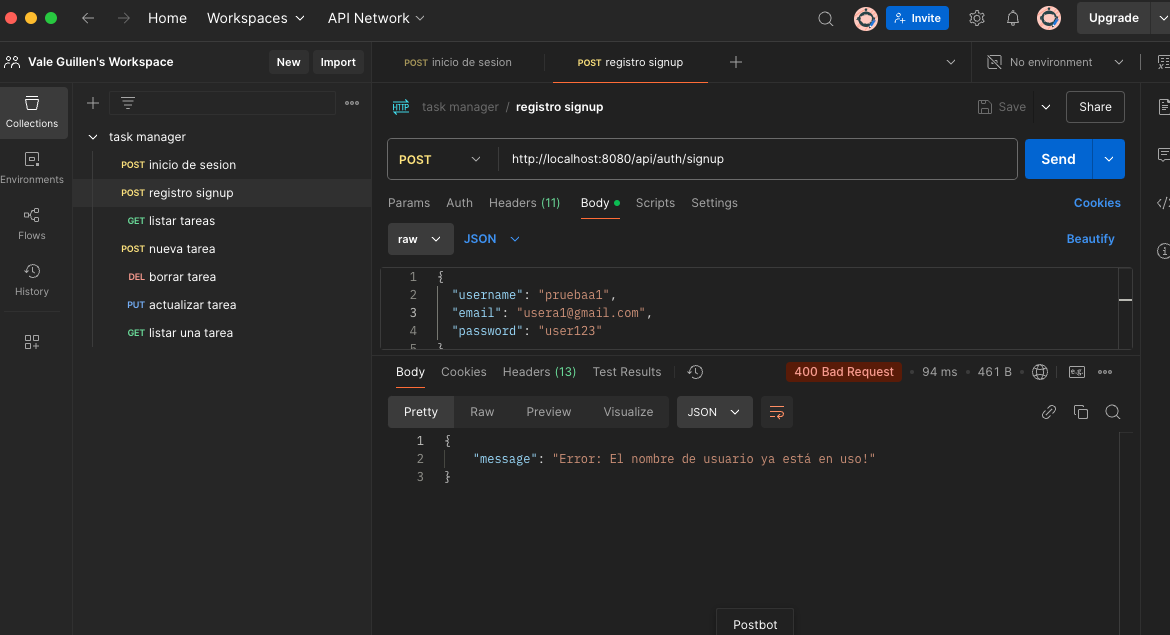 Home Workspaces API Network Invite Upgrade
Vale Guillen's Workspace New Import POST inicio de sesion POST registro signup No environment
Collections
Environments
Flows
History
task manager
POST inicio de sesion
POST registro signup
GET listar tareas
POST nueva tarea
DEL borrar tarea
PUT actualizar tarea
GET listar una tarea
HTTP task manager / registro signup Save Share
POST http://localhost:8080/api/auth/signup Send
Params Auth Headers (11) Body Scripts Settings Cookies
raw JSON Beautify
1 {
2 "username": "pruebaa1",
3 "email": "usera1@gmail.com",
4 "password": "user123"
5 }
Body Cookies Headers (13) Test Results 400 Bad Request 94 ms 461 B e.g.
Pretty Raw Preview Visualize JSON
1 {
2 "message": "Error: El nombre de usuario ya está en uso!"
3 }
Postbot